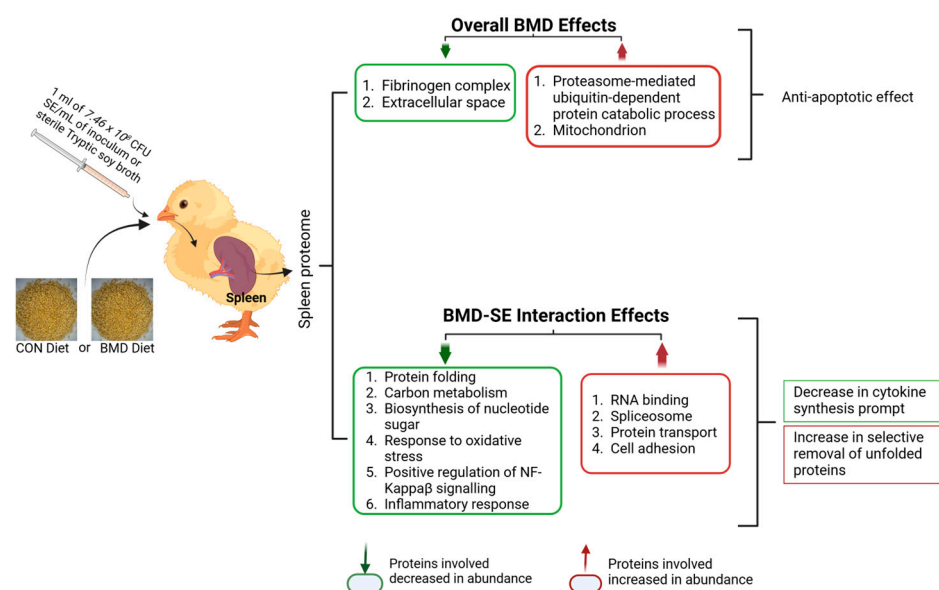 Overall BMD Effects
1. Fibrinogen complex
2. Extracellular space
1. Proteasome-mediated
ubiquitin-dependent
protein catabolic process
2. Mitochondrion
Anti-apoptotic effect
1 ml of 7.46 x 10⁸ CFU
SE/mL of inoculum or
sterile Tryptic soy broth
Spleen
Spleen proteome
CON Diet or BMD Diet
BMD-SE Interaction Effects
1. Protein folding
2. Carbon metabolism
3. Biosynthesis of nucleotide
sugar
4. Response to oxidative
stress
5. Positive regulation of NF-
Kappaβ signalling
6. Inflammatory response
1. RNA binding
2. Spliceosome
3. Protein transport
4. Cell adhesion
Decrease in cytokine
synthesis prompt
Increase in selective
removal of unfolded
proteins
Proteins involved
decreased in abundance
Proteins involved
increased in abundance